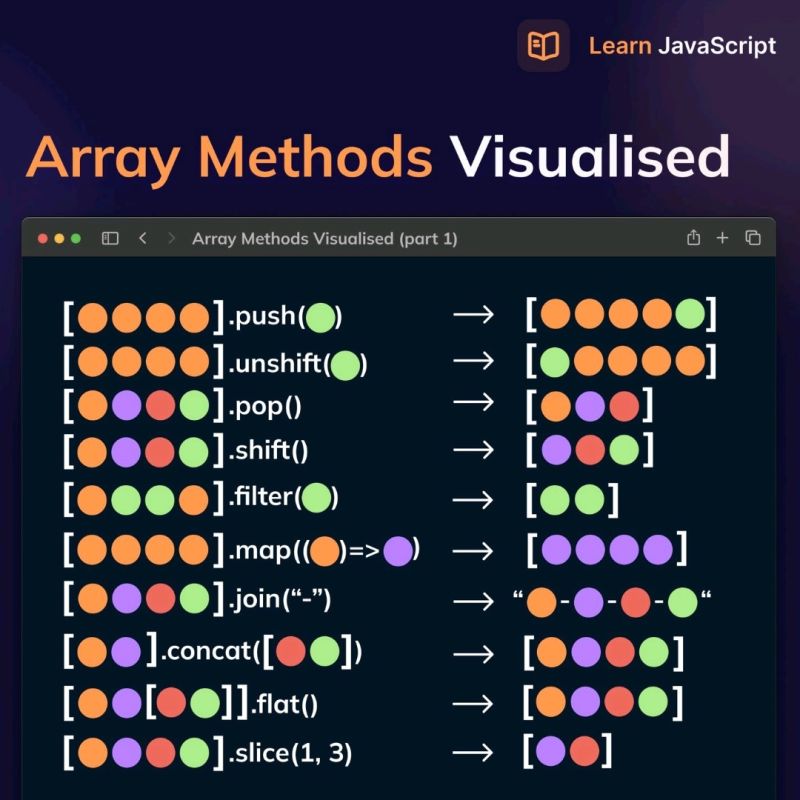 Learn JavaScript
Array Methods Visualised
Array Methods Visualised (part 1)
[ ].push( ) → [ ]
[ ].unshift( ) → [ ]
[ ].pop() → [ ]
[ ].shift() → [ ]
[ ].filter( ) → [ ]
[ ].map(( )=> ) → [ ]
[ ].join(“-”) → “ - - - “
[ ].concat([ ]) → [ ]
[ [ ]].flat() → [ ]
[ ].slice(1, 3) → [ ]